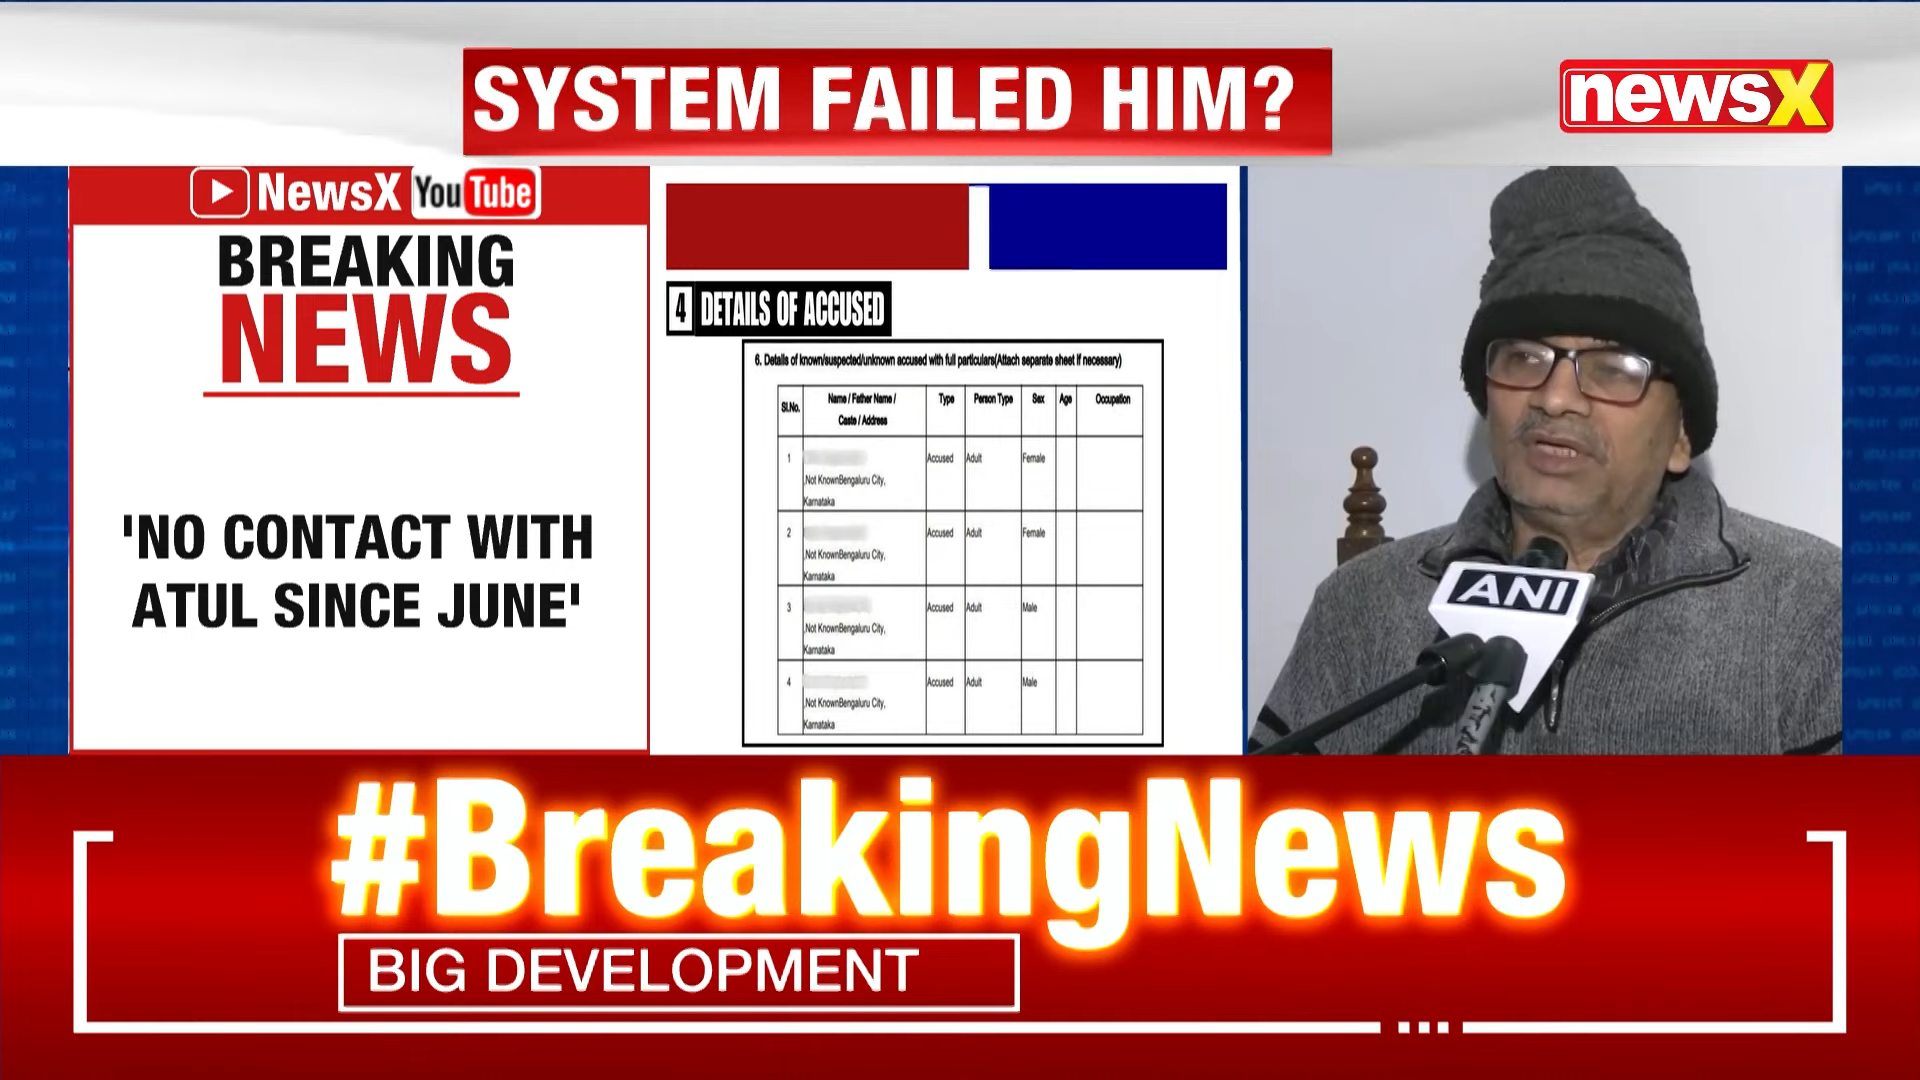 SYSTEM FAILED HIM?
newsX
NewsX YouTube
BREAKING
NEWS
'NO CONTACT WITH
ATUL SINCE JUNE'
4 DETAILS OF ACCUSED
6. Details of known/suspected/unknown accused with full particulars(Attach separate sheet if necessary)
Sl.No. Name / Father Name / Caste / Address Type Person Type Sex Age Occupation
1 Accused Adult Female
,Not KnownBengaluru City,
Karnataka
2 Accused Adult Female
,Not KnownBengaluru City,
Karnataka
3 Accused Adult Male
,Not KnownBengaluru City,
Karnataka
4 Accused Adult Male
,Not KnownBengaluru City,
Karnataka
ANI
#BreakingNews
BIG DEVELOPMENT